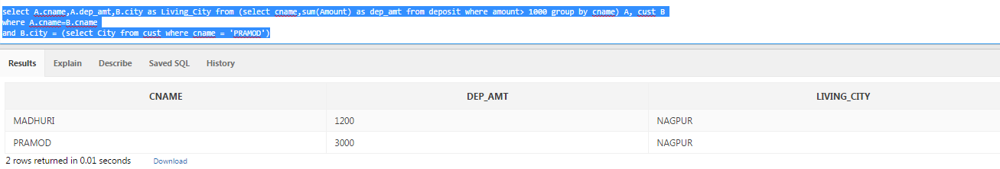 select A.cname,A.dep_amt,B.city as Living_City from (select cname,sum(Amount) as dep_amt from deposit where amount> 1000 group by cname) A, cust B
where A.cname=B.cname
and B.city = (select City from cust where cname = 'PRAMOD')
Results Explain Describe Saved SQL History
CNAME DEP_AMT LIVING_CITY
MADHURI 1200 NAGPUR
PRAMOD 3000 NAGPUR
2 rows returned in 0.01 seconds Download